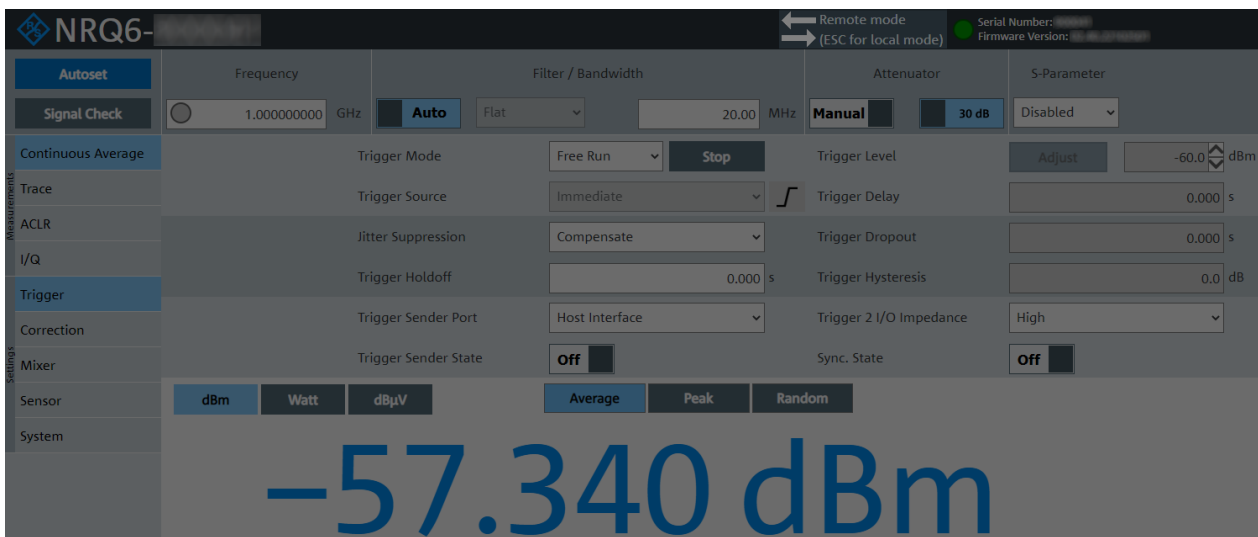 NRQ6-
Remote mode
(ESC for local mode)
Serial Number:
Firmware Version:
Autoset
Signal Check
Frequency
Filter / Bandwidth
Attenuator
S-Parameter
1.000000000 GHz
Auto
Flat
20.00 MHz
Manual
30 dB
Disabled
Measurements
Continuous Average
Trace
ACLR
I/Q
Settings
Trigger
Correction
Mixer
Sensor
System
Trigger Mode Free Run Stop Trigger Level Adjust -60.0 dBm
Trigger Source Immediate Trigger Delay 0.000 s
Jitter Suppression Compensate Trigger Dropout 0.000 s
Trigger Holdoff 0.000 s Trigger Hysteresis 0.0 dB
Trigger Sender Port Host Interface Trigger 2 I/O Impedance High
Trigger Sender State Off Sync. State Off
dBm Watt dBµV Average Peak Random
−57.340 dBm